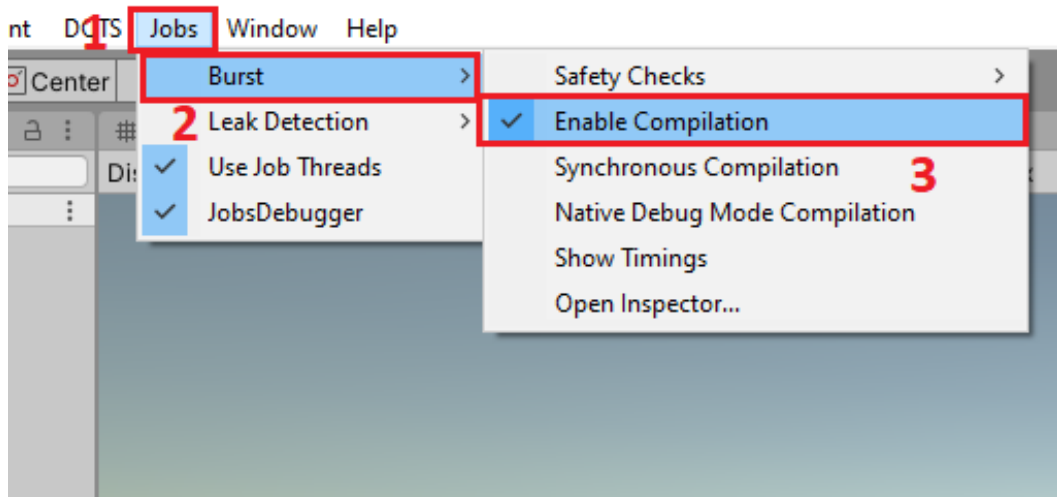 nt DOTS Jobs Window Help
1
Center
Burst
2
Leak Detection
Use Job Threads
JobsDebugger
Safety Checks
Enable Compilation
Synchronous Compilation
3
Native Debug Mode Compilation
Show Timings
Open Inspector...